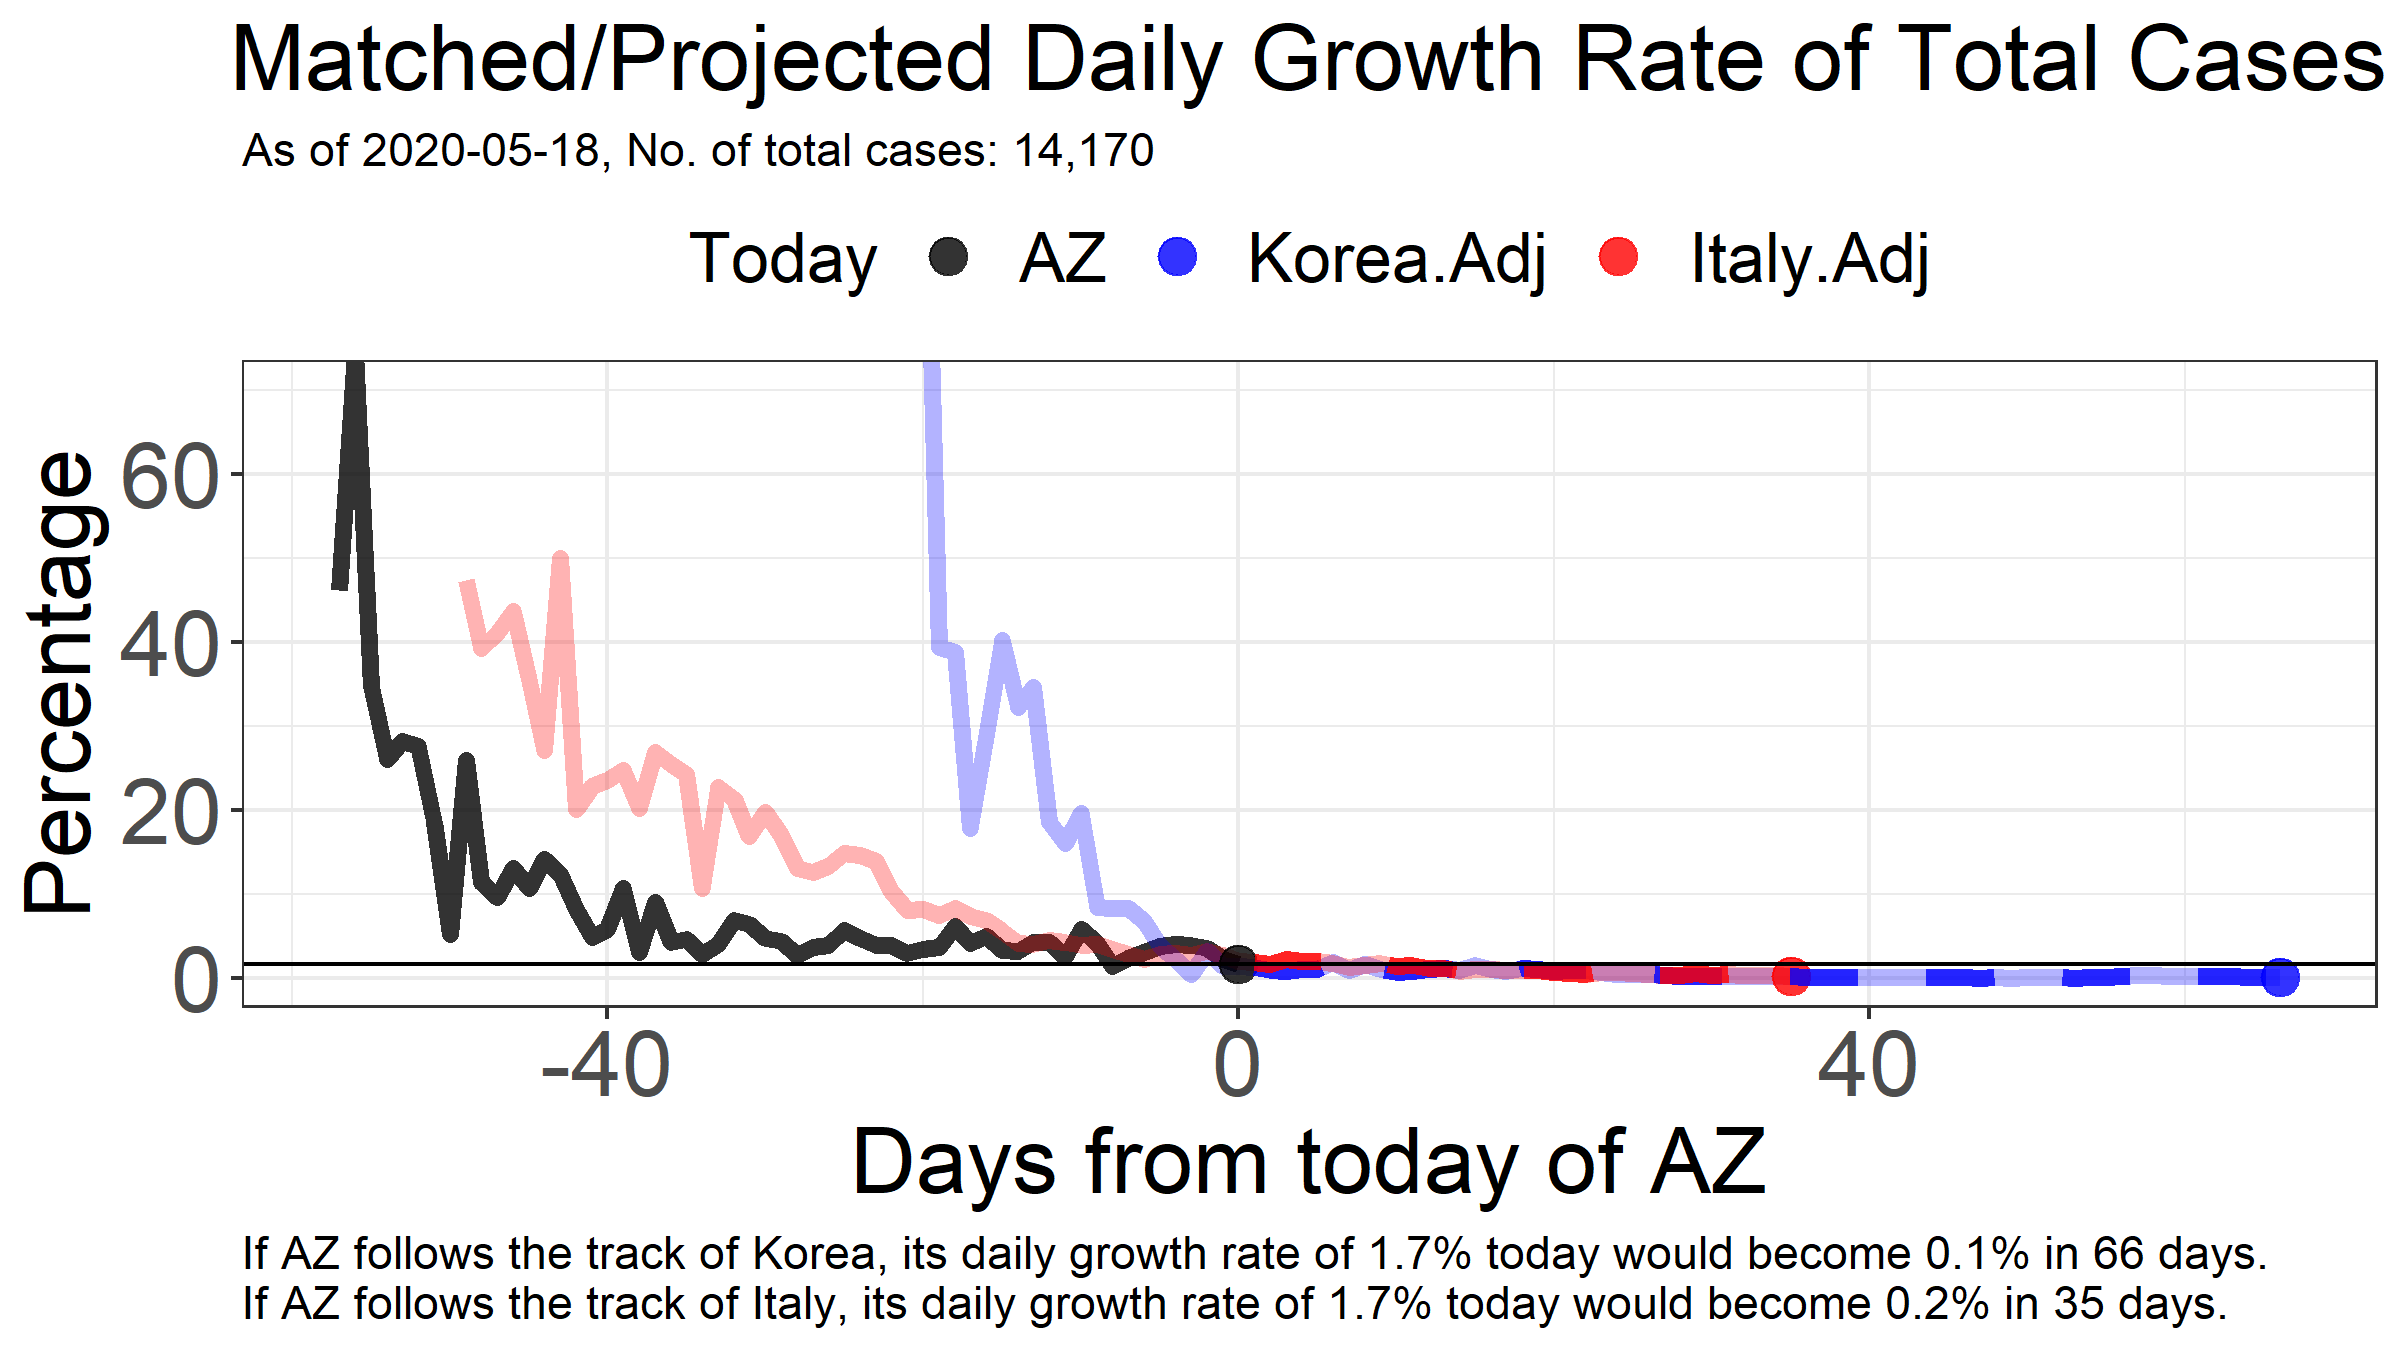 Matched/Projected Daily Growth Rate of Total Cases
As of 2020-05-18, No. of total cases: 14,170
Today AZ Korea.Adj Italy.Adj
Percentage
60
40
20
0
-40 0 40
Days from today of AZ
If AZ follows the track of Korea, its daily growth rate of 1.7% today would become 0.1% in 66 days.
If AZ follows the track of Italy, its daily growth rate of 1.7% today would become 0.2% in 35 days.